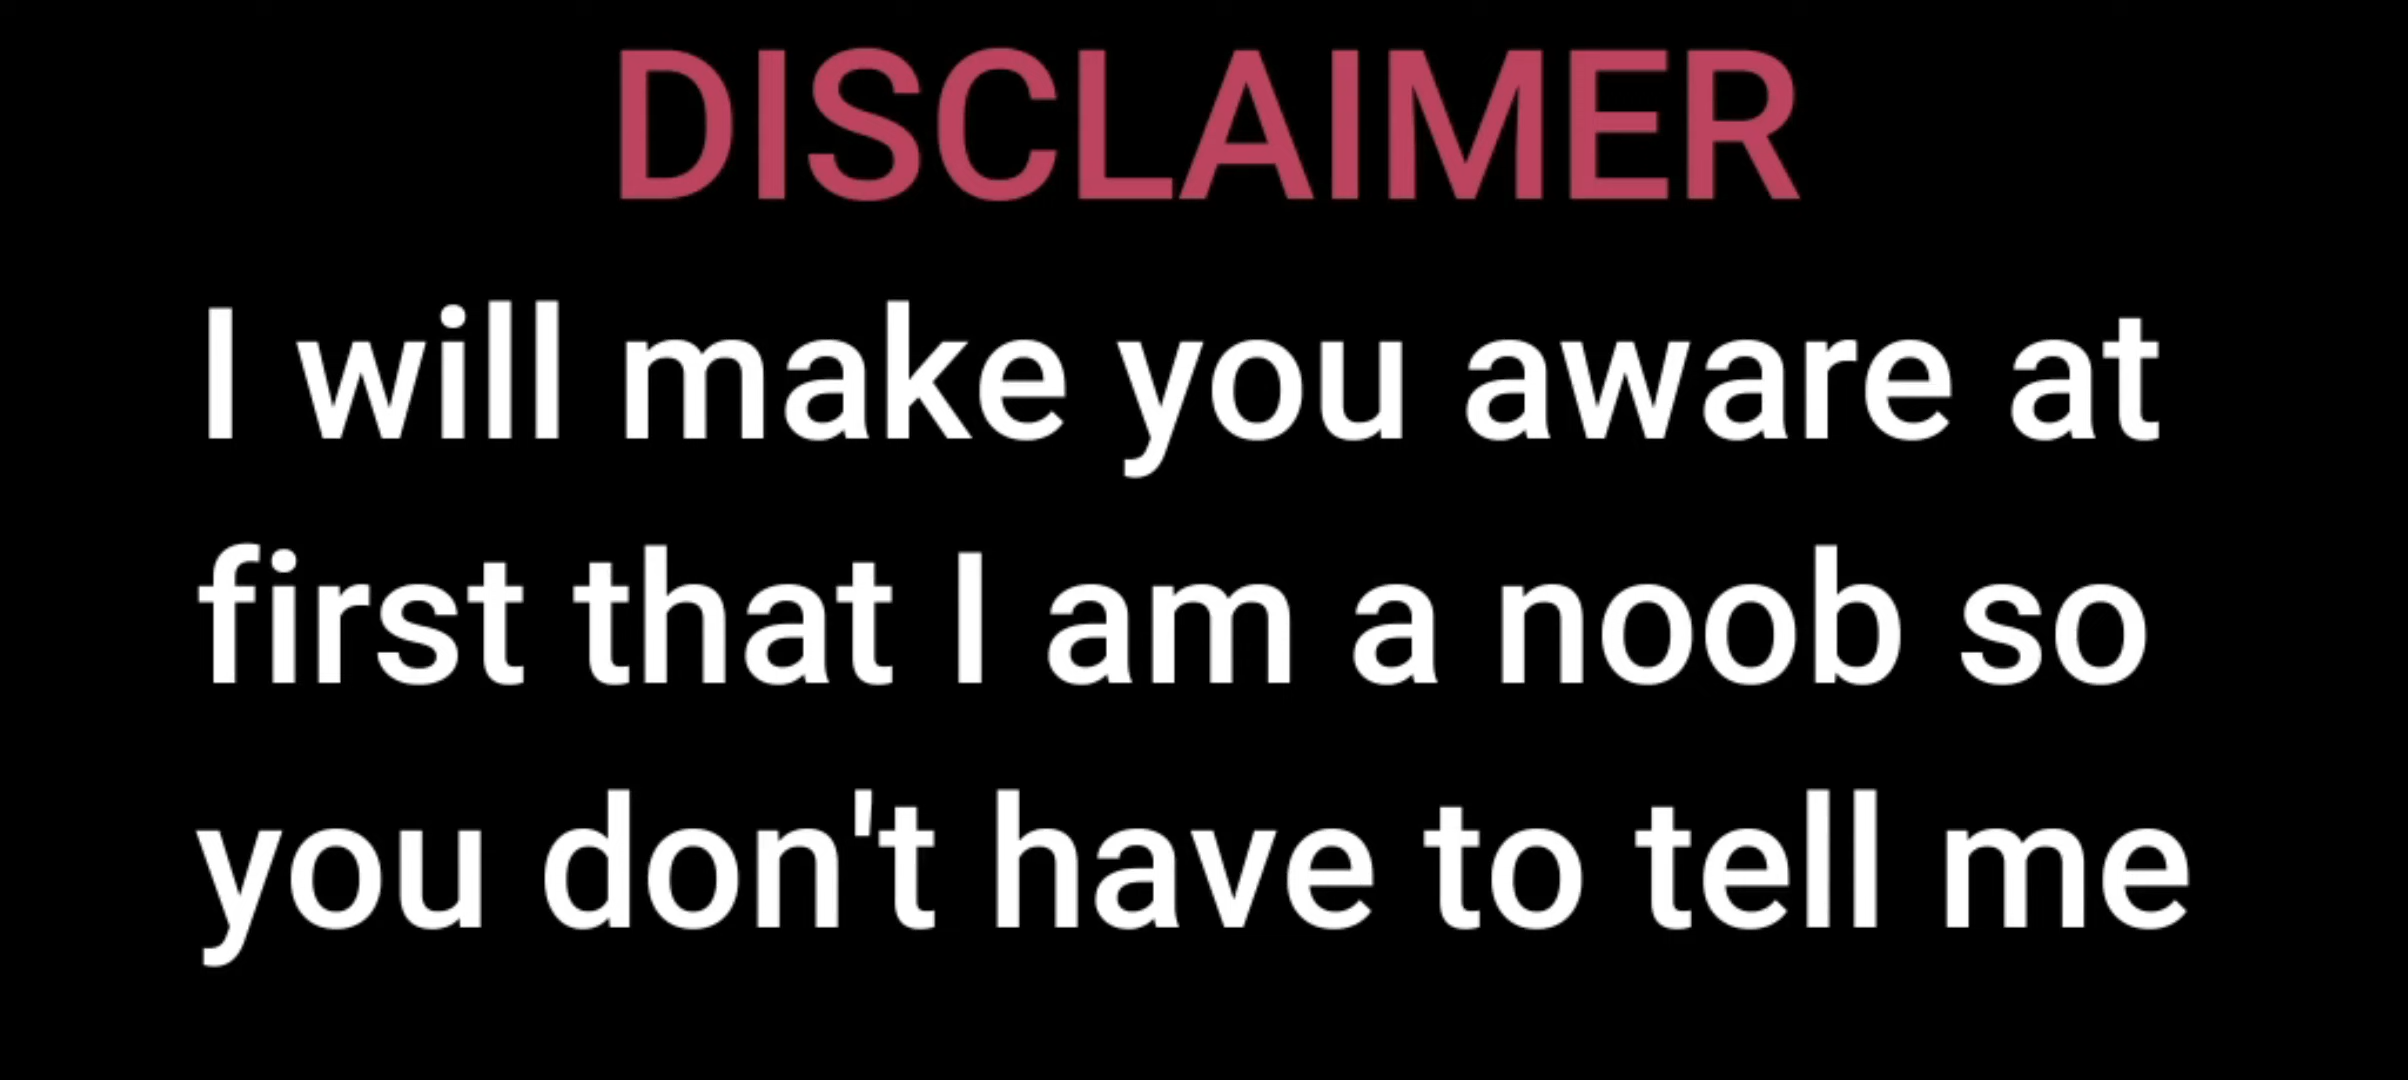 DISCLAIMER
I will make you aware at
first that I am a noob so
you don't have to tell me